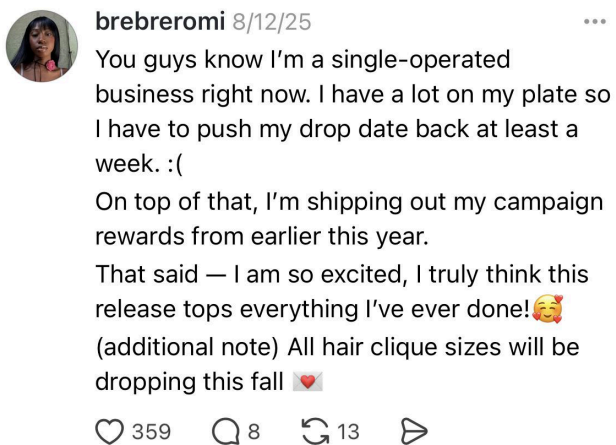 brebreromi 8/12/25
You guys know I’m a single-operated
business right now. I have a lot on my plate so
I have to push my drop date back at least a
week. :(
On top of that, I’m shipping out my campaign
rewards from earlier this year.
That said — I am so excited, I truly think this
release tops everything I’ve ever done!🥰
(additional note) All hair clique sizes will be
dropping this fall 💌
359 8 13